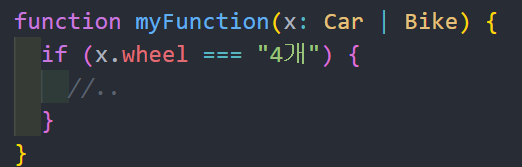 function myFunction(x: Car | Bike) {
if (x.wheel === "4개") {
//..
}
}